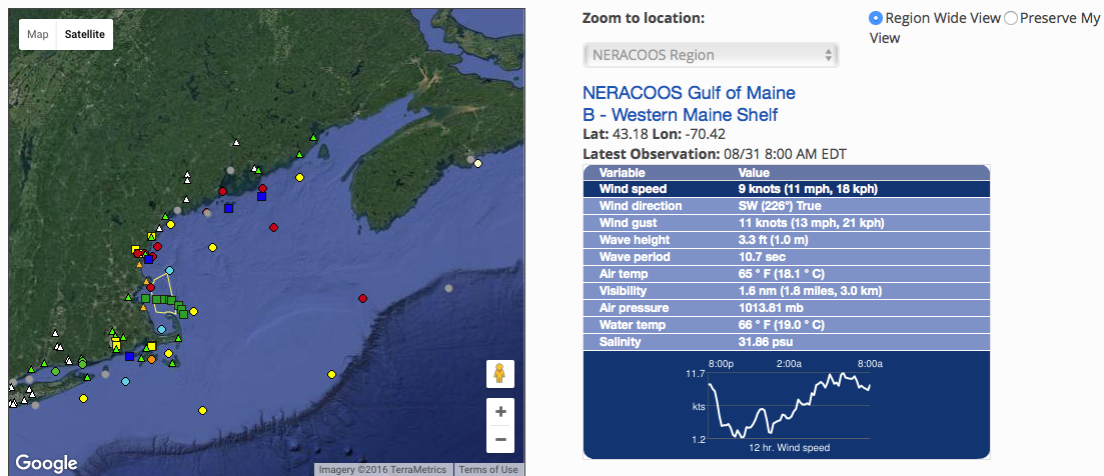 Map Satellite
Google
Imagery ©2016 TerraMetrics Terms of Use
Zoom to location:
Region Wide View Preserve My
View
NERACOOS Region
NERACOOS Gulf of Maine
B - Western Maine Shelf
Lat: 43.18 Lon: -70.42
Latest Observation: 08/31 8:00 AM EDT
Variable Value
Wind speed 9 knots (11 mph, 18 kph)
Wind direction SW (226°) True
Wind gust 11 knots (13 mph, 21 kph)
Wave height 3.3 ft (1.0 m)
Wave period 10.7 sec
Air temp 65 ° F (18.1 ° C)
Visibility 1.6 nm (1.8 miles, 3.0 km)
Air pressure 1013.81 mb
Water temp 66 ° F (19.0 ° C)
Salinity 31.86 psu
8:00p 2:00a 8:00a
11.7
kts
1.2
12 hr. Wind speed